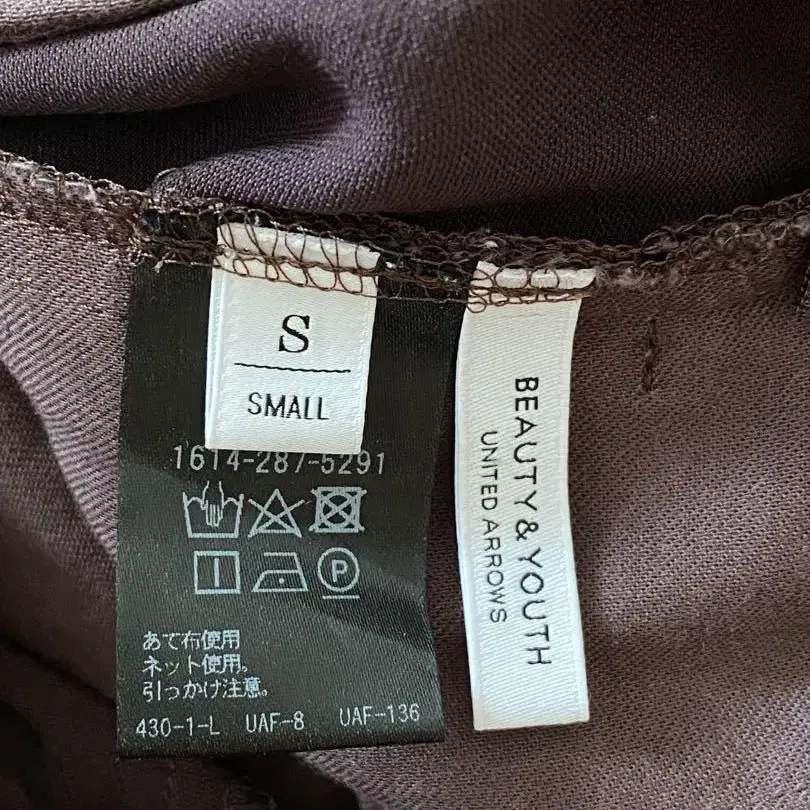 S
SMALL
1614-287-5291
P
あて布使用
ネット使用。
引っかけ注意。
430-1-L UAF-8 UAF-136
BEAUTY & YOUTH
UNITED ARROWS